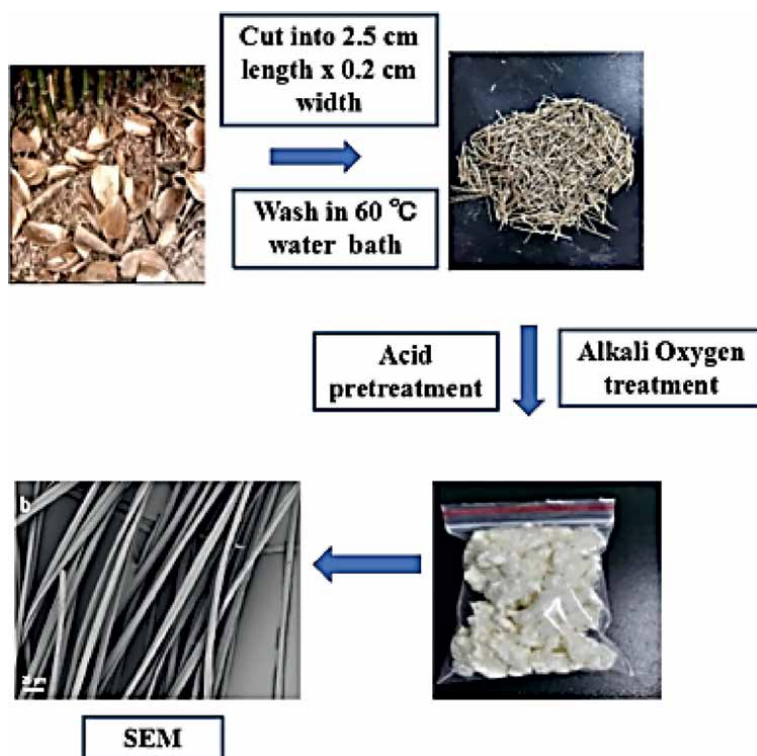 Cut into 2.5 cm
length x 0.2 cm
width
Wash in 60 ℃
water bath
Acid
pretreatment
Alkali Oxygen
treatment
b
SEM